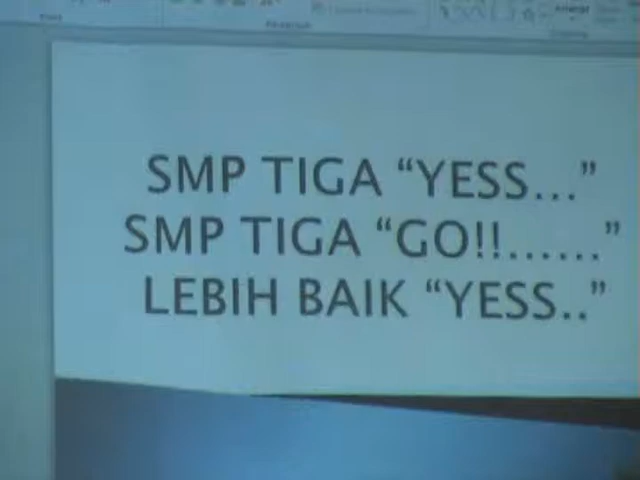 SMP TIGA “YESS...”
SMP TIGA “GO!!......”
LEBIH BAIK “YESS..”